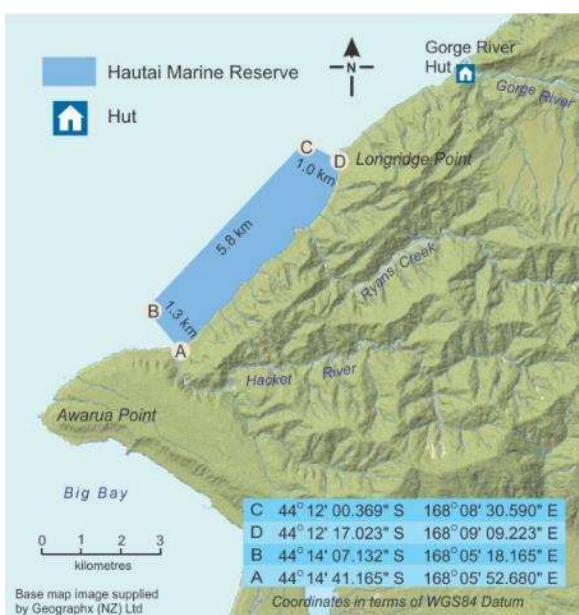 Hautai Marine Reserve
Hut
N
Gorge River
Hut
Gorge River
C
D
Longridge Point
1.0 km
5.8 km
Ryans Creek
B
1.3 km
A
Hacket River
Awarua Point
Big Bay
0 1 2 3
kilometres
Base map image supplied
by Geographx (NZ) Ltd
C 44° 12' 00.369" S 168° 08' 30.590" E
D 44° 12' 17.023" S 168° 09' 09.223" E
B 44° 14' 07.132" S 168° 05' 18.165" E
A 44° 14' 41.165" S 168° 05' 52.680" E
Coordinates in terms of WGS84 Datum